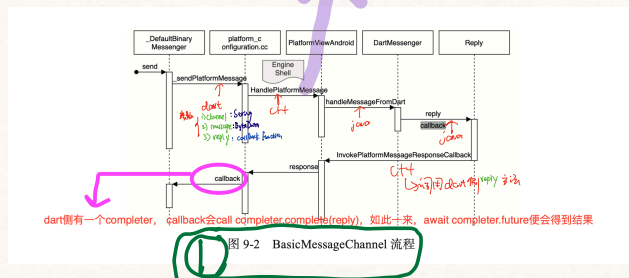 _DefaultBinary
Messenger
platform_c
onfiguration.cc
PlatformViewAndroid
DartMessenger
Reply
send
_sendPlatformMessage
Engine
Shell
HandlePlatformMessage
dart
C++
1) channel: String
2) message: ByteData
3) reply: callback function
handleMessageFromDart
java
reply
callback
java
InvokePlatformMessageResponseCallback
response
C++
callback
reply
dart侧有一个completer， callback会call completer.complete(reply)，如此一来，await completer.future便会得到结果
① 图 9-2 BasicMessageChannel 流程